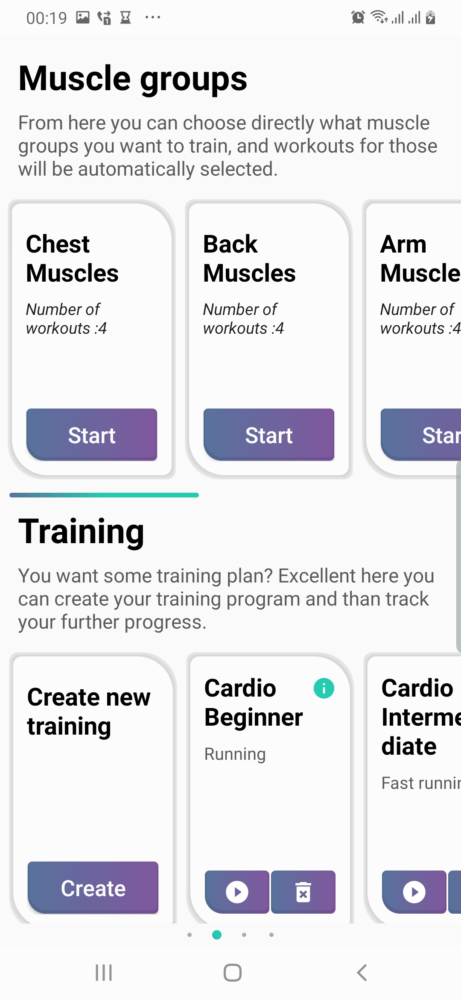 00:19
Muscle groups
From here you can choose directly what muscle
groups you want to train, and workouts for those
will be automatically selected.
Chest
Muscles
Number of
workouts :4
Start
Back
Muscles
Number of
workouts :4
Start
Arm
Muscle
Number of
workouts :4
Star
Training
You want some training plan? Excellent here you
can create your training program and than track
your further progress.
Create new
training
Create
Cardio
Beginner
Running
Cardio
Interme
diate
Fast runnin